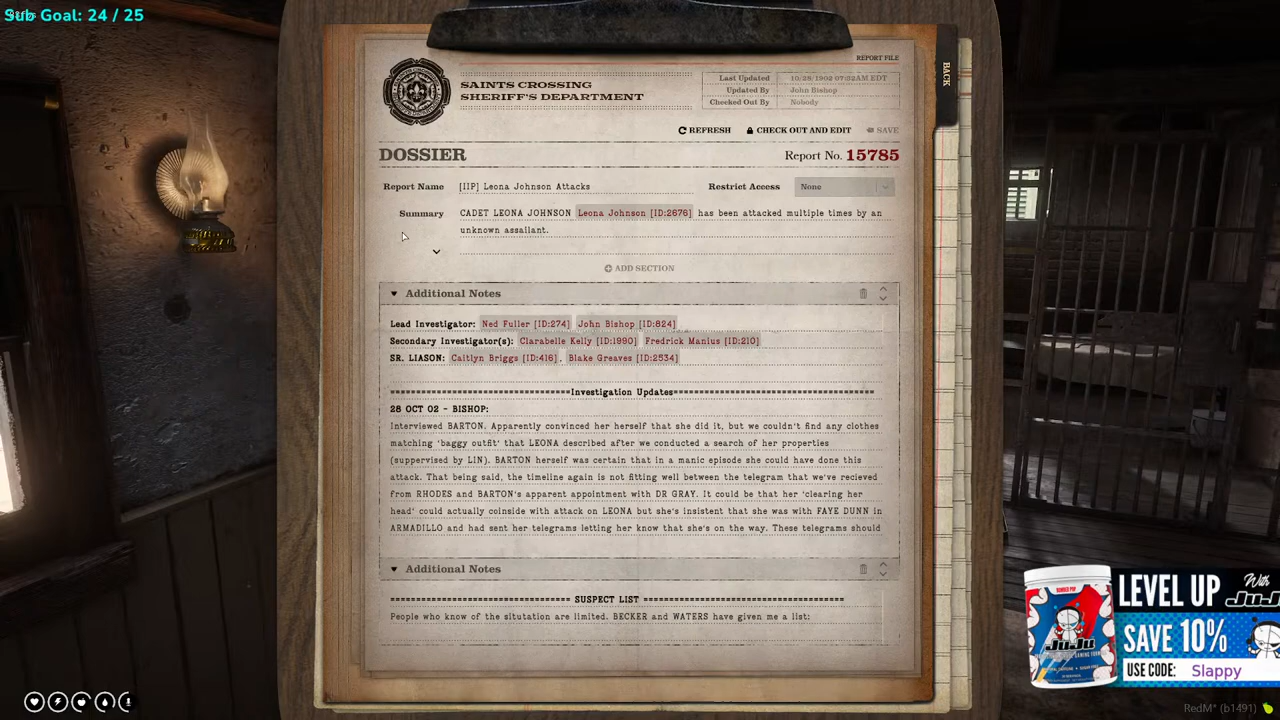 Sub Goal: 24 / 25
REPORT FILE
BACK
SAINTS CROSSING
SHERIFF'S DEPARTMENT
Last Updated 10/28/1902 07:32AM EDT
Updated By John Bishop
Checked Out By Nobody
REFRESH CHECK OUT AND EDIT SAVE
DOSSIER Report No. 15785
Report Name [IIP] Leona Johnson Attacks Restrict Access None
Summary CADET LEONA JOHNSON Leona Johnson [ID:2676] has been attacked multiple times by an
unknown assailant.
ADD SECTION
Additional Notes
Lead Investigator: Ned Fuller [ID:274] John Bishop [ID:824]
Secondary Investigator(s): Clarabelle Kelly [ID:1990] Fredrick Manius [ID:210]
SR. LIASON: Caitlyn Briggs [ID:416], Blake Greaves [ID:2534]
==============================Investigation Updates==================================
28 OCT 02 - BISHOP:
Interviewed BARTON. Apparently convinced her herself that she did it, but we couldn't find any clothes
matching 'baggy outfit' that LEONA described after we conducted a search of her properties
(suppervised by LIN). BARTON herself was certain that in a manic episode she could have done this
attack. That being said, the timeline again is not fitting well between the telegram that we've recieved
from RHODES and BARTON's apparent appointment with DR GRAY. It could be that her 'clearing her
head' could actually coinside with attack on LEONA but she's insistent that she was with FAYE DUNN in
ARMADILLO and had sent her telegrams letting her know that she's on the way. These telegrams should
Additional Notes
============================== SUSPECT LIST ==================================
People who know of the situtation are limited. BECKER and WATERS have given me a list:
LEVEL UP With JuJu
SAVE 10%
USE CODE: Slappy
JuJu
RedM* (b1491)